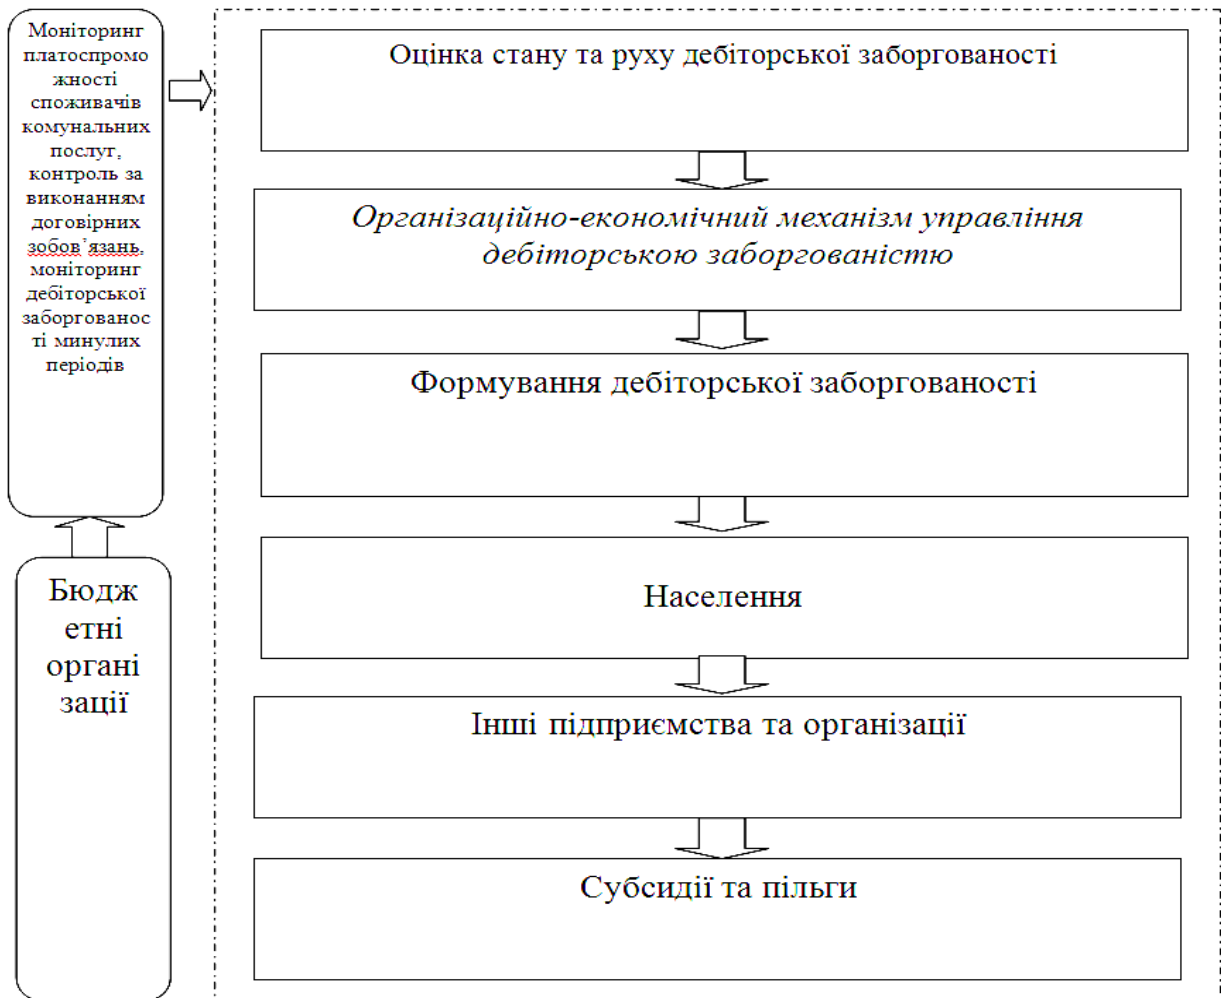 Моніторинг
платоспромо
жності
споживачів
комунальних
послуг,
контроль за
виконанням
договірних
зобов’язань,
моніторинг
дебіторської
заборгованос
ті минулих
періодів
Бюдж
етні
органі
зації
Оцінка стану та руху дебіторської заборгованості
Організаційно-економічний механізм управління
дебіторською заборгованістю
Формування дебіторської заборгованості
Населення
Інші підприємства та організації
Субсидії та пільги